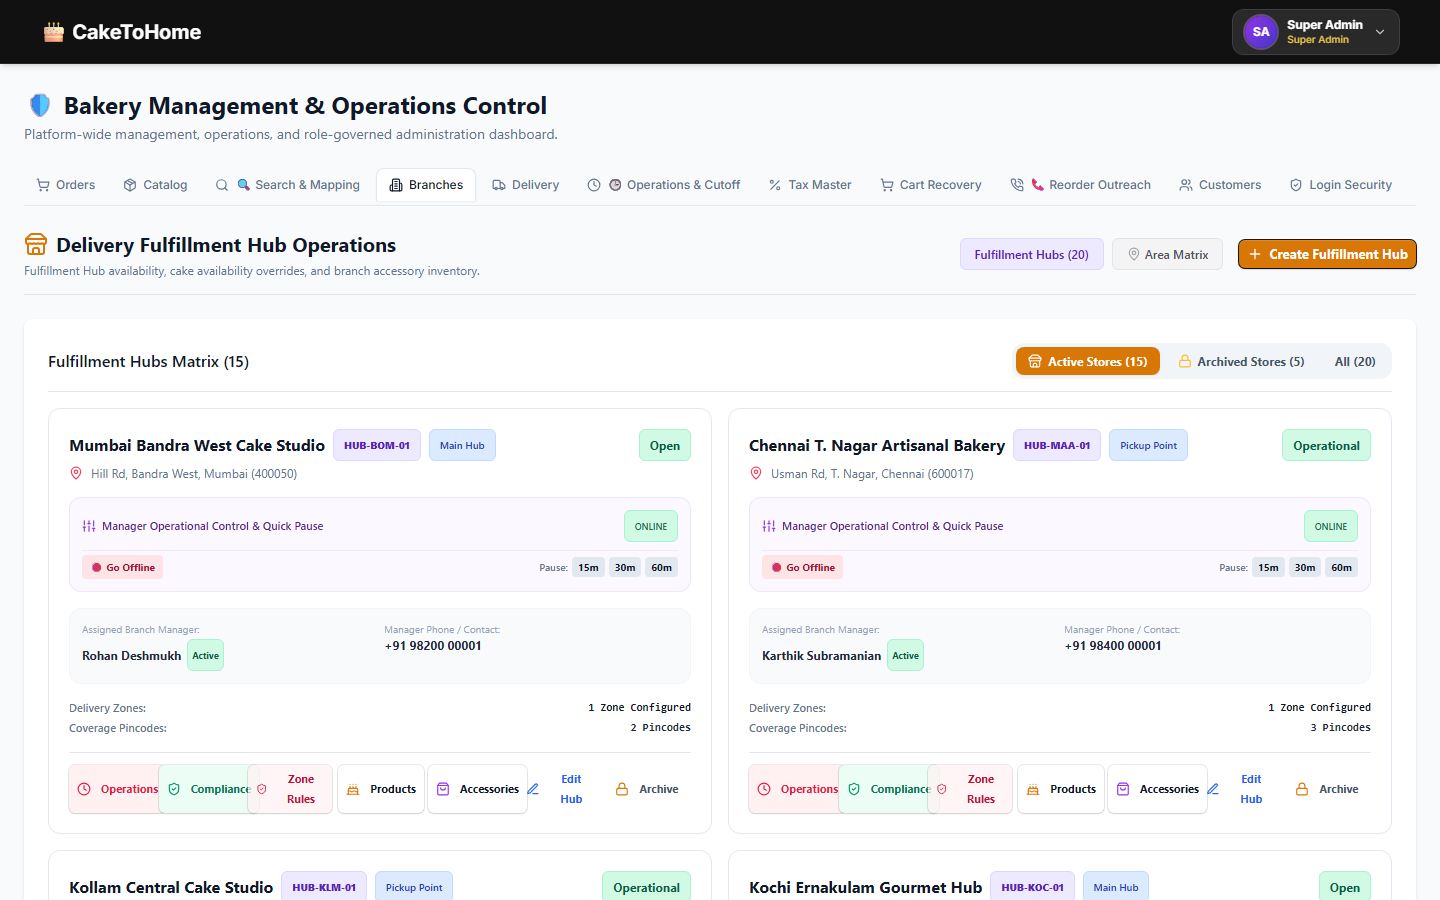 CakeToHome
SA
Super Admin
Super Admin
Bakery Management & Operations Control
Platform-wide management, operations, and role-governed administration dashboard.
Orders
Catalog
Search & Mapping
Branches
Delivery
Operations & Cutoff
Tax Master
Cart Recovery
Reorder Outreach
Customers
Login Security
Delivery Fulfillment Hub Operations
Fulfillment Hub availability, cake availability overrides, and branch accessory inventory.
Fulfillment Hubs (20)
Area Matrix
Create Fulfillment Hub
Fulfillment Hubs Matrix (15)
Active Stores (15)
Archived Stores (5)
All (20)
Mumbai Bandra West Cake Studio
HUB-BOM-01
Main Hub
Open
Hill Rd, Bandra West, Mumbai (400050)
Manager Operational Control & Quick Pause
ONLINE
Go Offline
Pause:
15m
30m
60m
Assigned Branch Manager:
Rohan Deshmukh
Active
Manager Phone / Contact:
+91 98200 00001
Delivery Zones:
1 Zone Configured
Coverage Pincodes:
2 Pincodes
Operations
Compliance
Zone
Rules
Products
Accessories
Edit
Hub
Archive
Chennai T. Nagar Artisanal Bakery
HUB-MAA-01
Pickup Point
Operational
Usman Rd, T. Nagar, Chennai (600017)
Manager Operational Control & Quick Pause
ONLINE
Go Offline
Pause:
15m
30m
60m
Assigned Branch Manager:
Karthik Subramanian
Active
Manager Phone / Contact:
+91 98400 00001
Delivery Zones:
1 Zone Configured
Coverage Pincodes:
3 Pincodes
Operations
Compliance
Zone
Rules
Products
Accessories
Edit
Hub
Archive
Kollam Central Cake Studio
HUB-KLM-01
Pickup Point
Operational
Kochi Ernakulam Gourmet Hub
HUB-KOC-01
Main Hub
Open